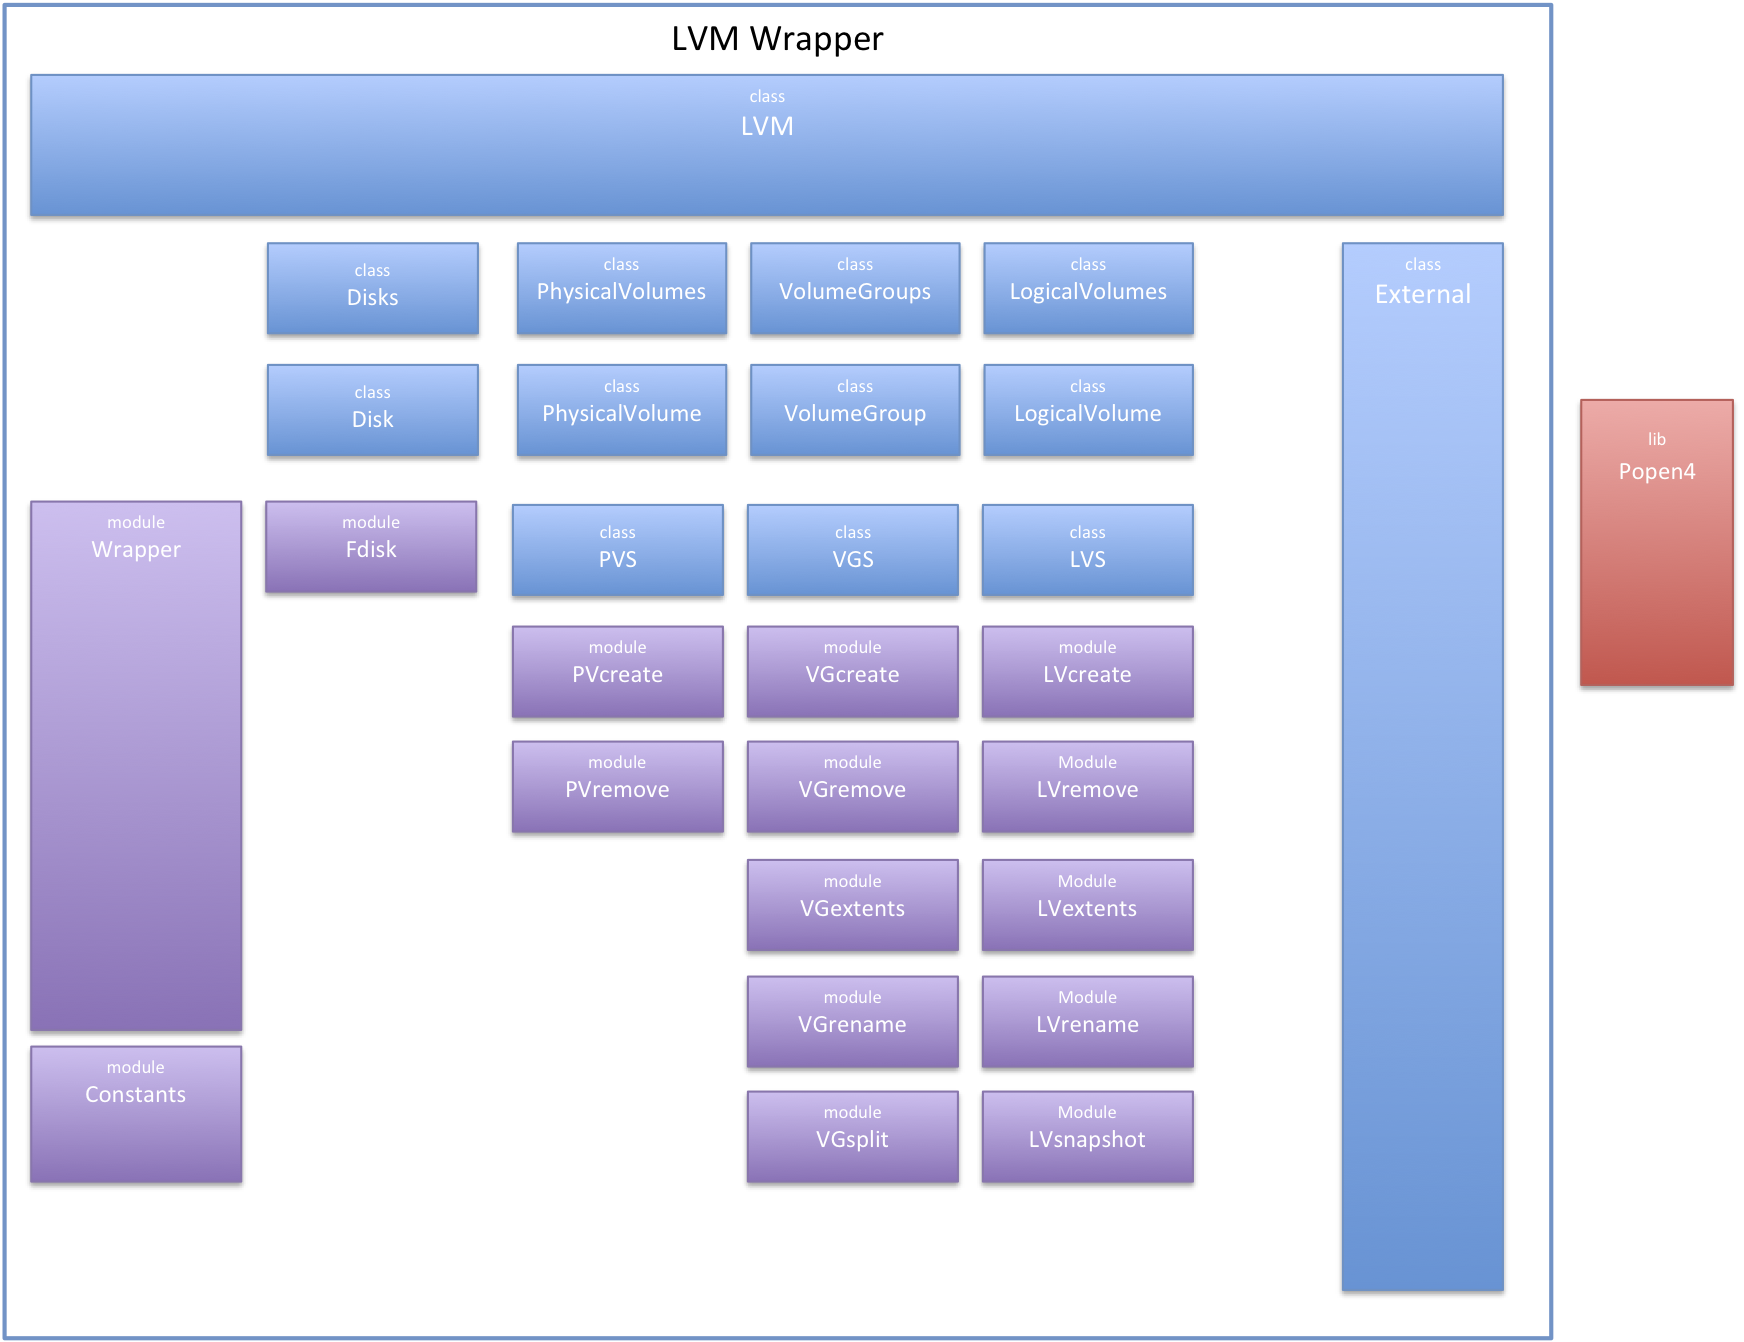 LVM Wrapper
class
LVM
class
Disks
class
PhysicalVolumes
class
VolumeGroups
class
LogicalVolumes
class
External
class
Disk
class
PhysicalVolume
class
VolumeGroup
class
LogicalVolume
lib
Popen4
module
Wrapper
module
Fdisk
class
PVS
class
VGS
class
LVS
module
PVcreate
module
VGcreate
module
LVcreate
module
PVremove
module
VGremove
Module
LVremove
module
VGextents
Module
LVextents
module
VGrename
Module
LVrename
module
Constants
module
VGsplit
Module
LVsnapshot